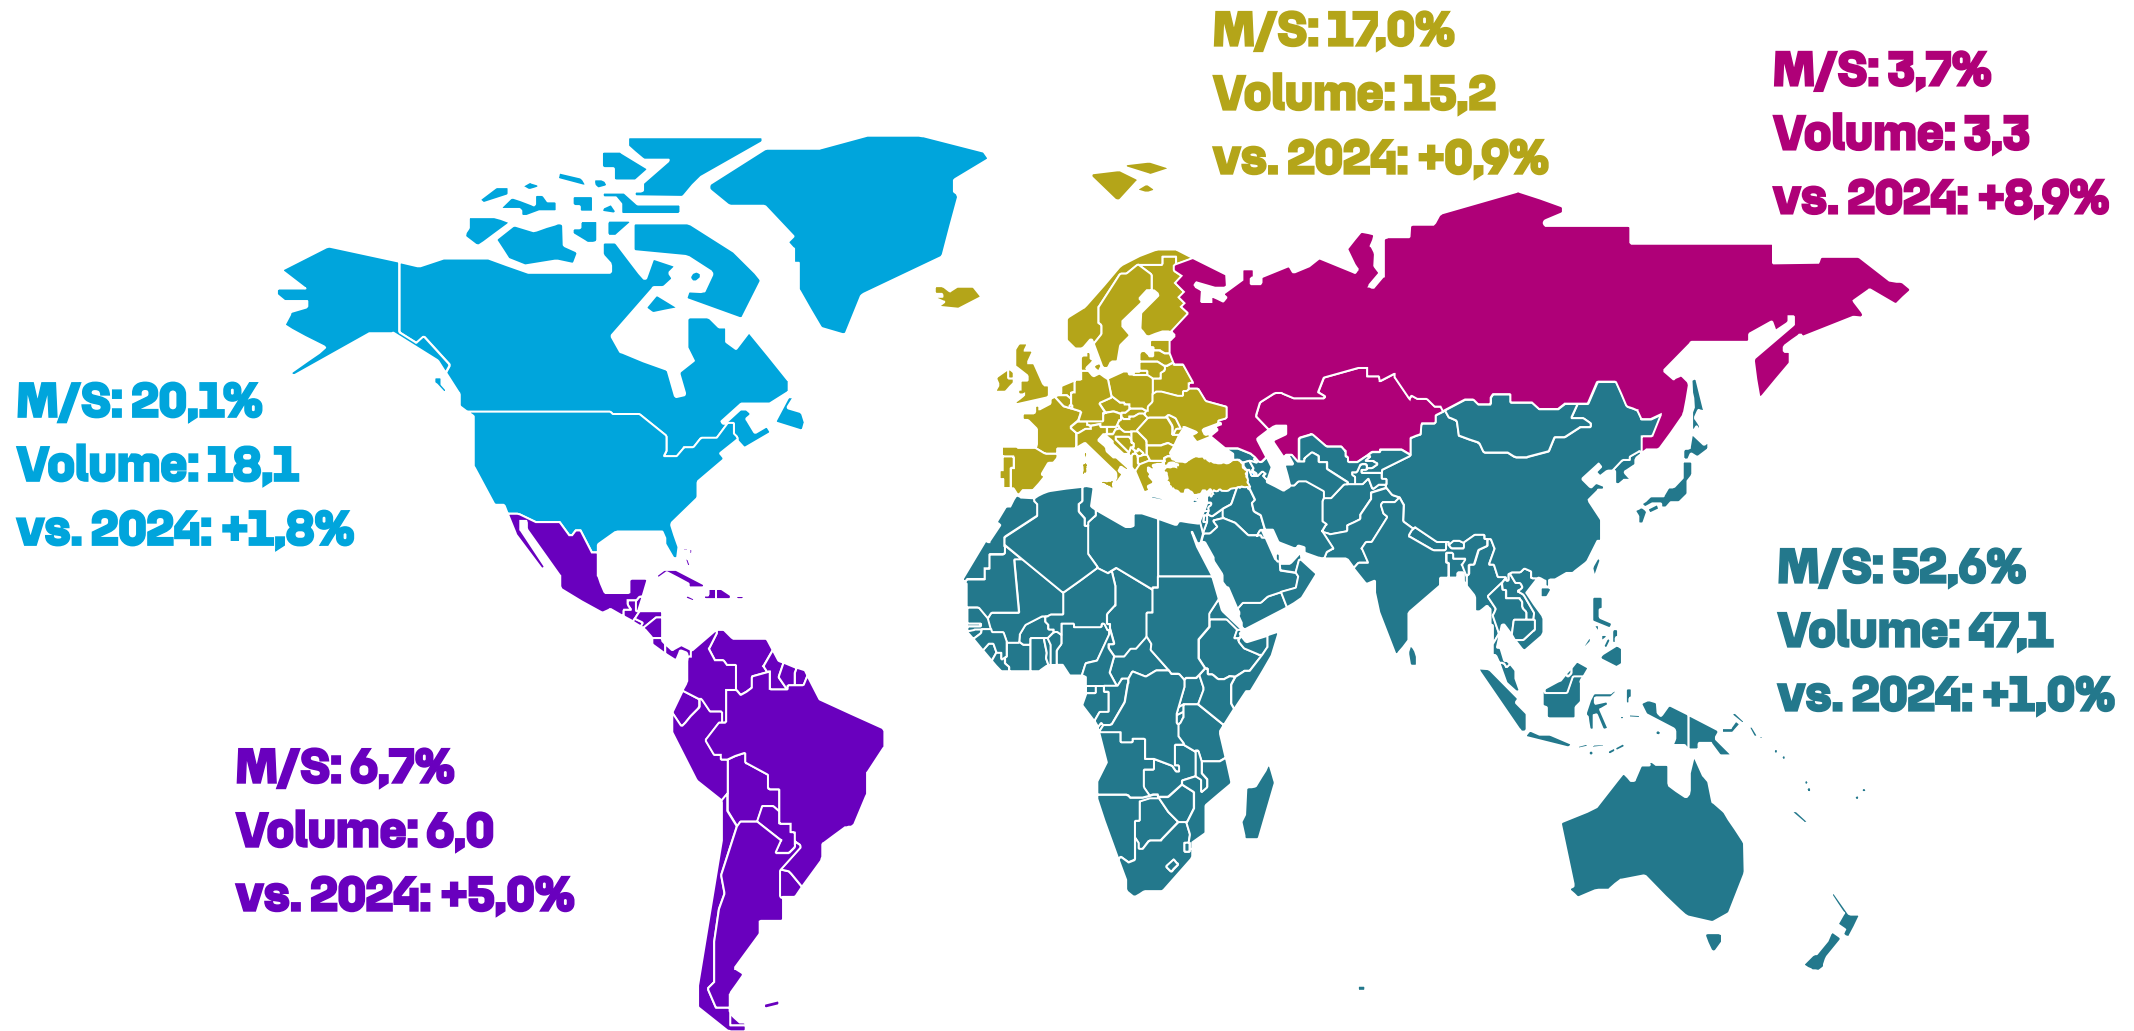 M/S: 17,0%
Volume: 15,2
vs. 2024: +0,9%
M/S: 3,7%
Volume: 3,3
vs. 2024: +8,9%
M/S: 20,1%
Volume: 18,1
vs. 2024: +1,8%
M/S: 52,6%
Volume: 47,1
vs. 2024: +1,0%
M/S: 6,7%
Volume: 6,0
vs. 2024: +5,0%